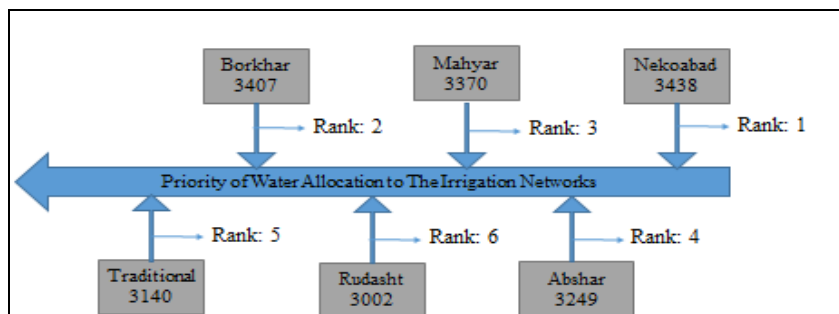 Borkhar
3407
Mahyar
3370
Nekoabad
3438
Rank: 2
Rank: 3
Rank: 1
Priority of Water Allocation to The Irrigation Networks
Rank: 5
Rank: 6
Rank: 4
Traditional
3140
Rudasht
3002
Abshar
3249